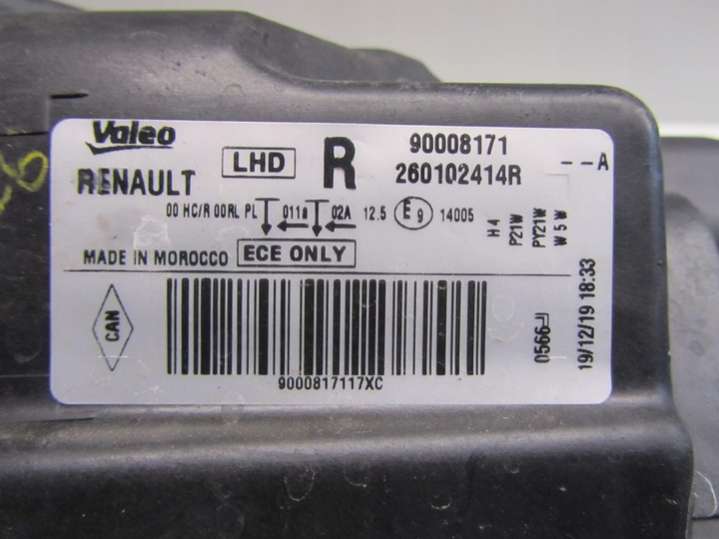 Valeo
RENAULT
LHD
R
90008171
260102414R
--A
00 HC/R 00RL PL 011a 02A 12.5 E9 14005
H4
P21W
PY21W
W5W
MADE IN MOROCCO ECE ONLY
CAN
9000817117XC
0566
19/12/19 18:33